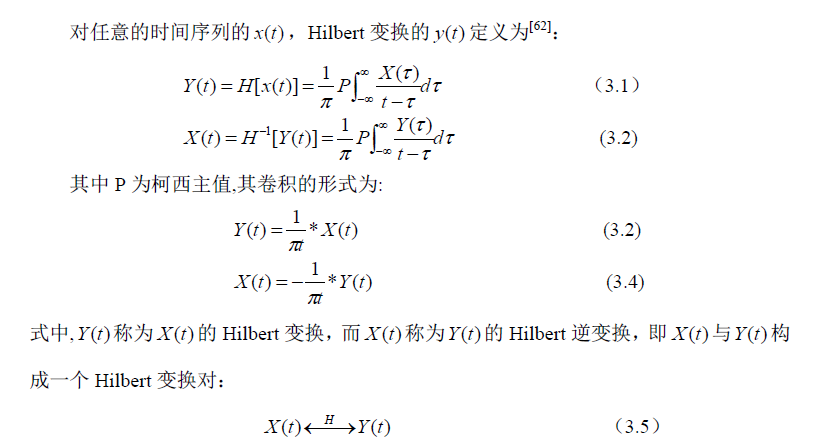 对任意的时间序列的 x(t)，Hilbert 变换的 y(t) 定义为[62]：
Y(t) = H[x(t)] = \frac{1}{\pi} P\int_{-\infty}^{\infty} \frac{X(\tau)}{t-\tau} d\tau （3.1）
X(t) = H^{-1}[Y(t)] = \frac{1}{\pi} P\int_{-\infty}^{\infty} \frac{Y(\tau)}{t-\tau} d\tau (3.2)
其中 P 为柯西主值,其卷积的形式为:
Y(t) = \frac{1}{\pi t} * X(t) (3.2)
X(t) = -\frac{1}{\pi t} * Y(t) (3.4)
式中, Y(t) 称为 X(t) 的 Hilbert 变换，而 X(t) 称为 Y(t) 的 Hilbert 逆变换，即 X(t) 与 Y(t) 构
成一个 Hilbert 变换对：
X(t) \xleftrightarrow{H} Y(t) （3.5）